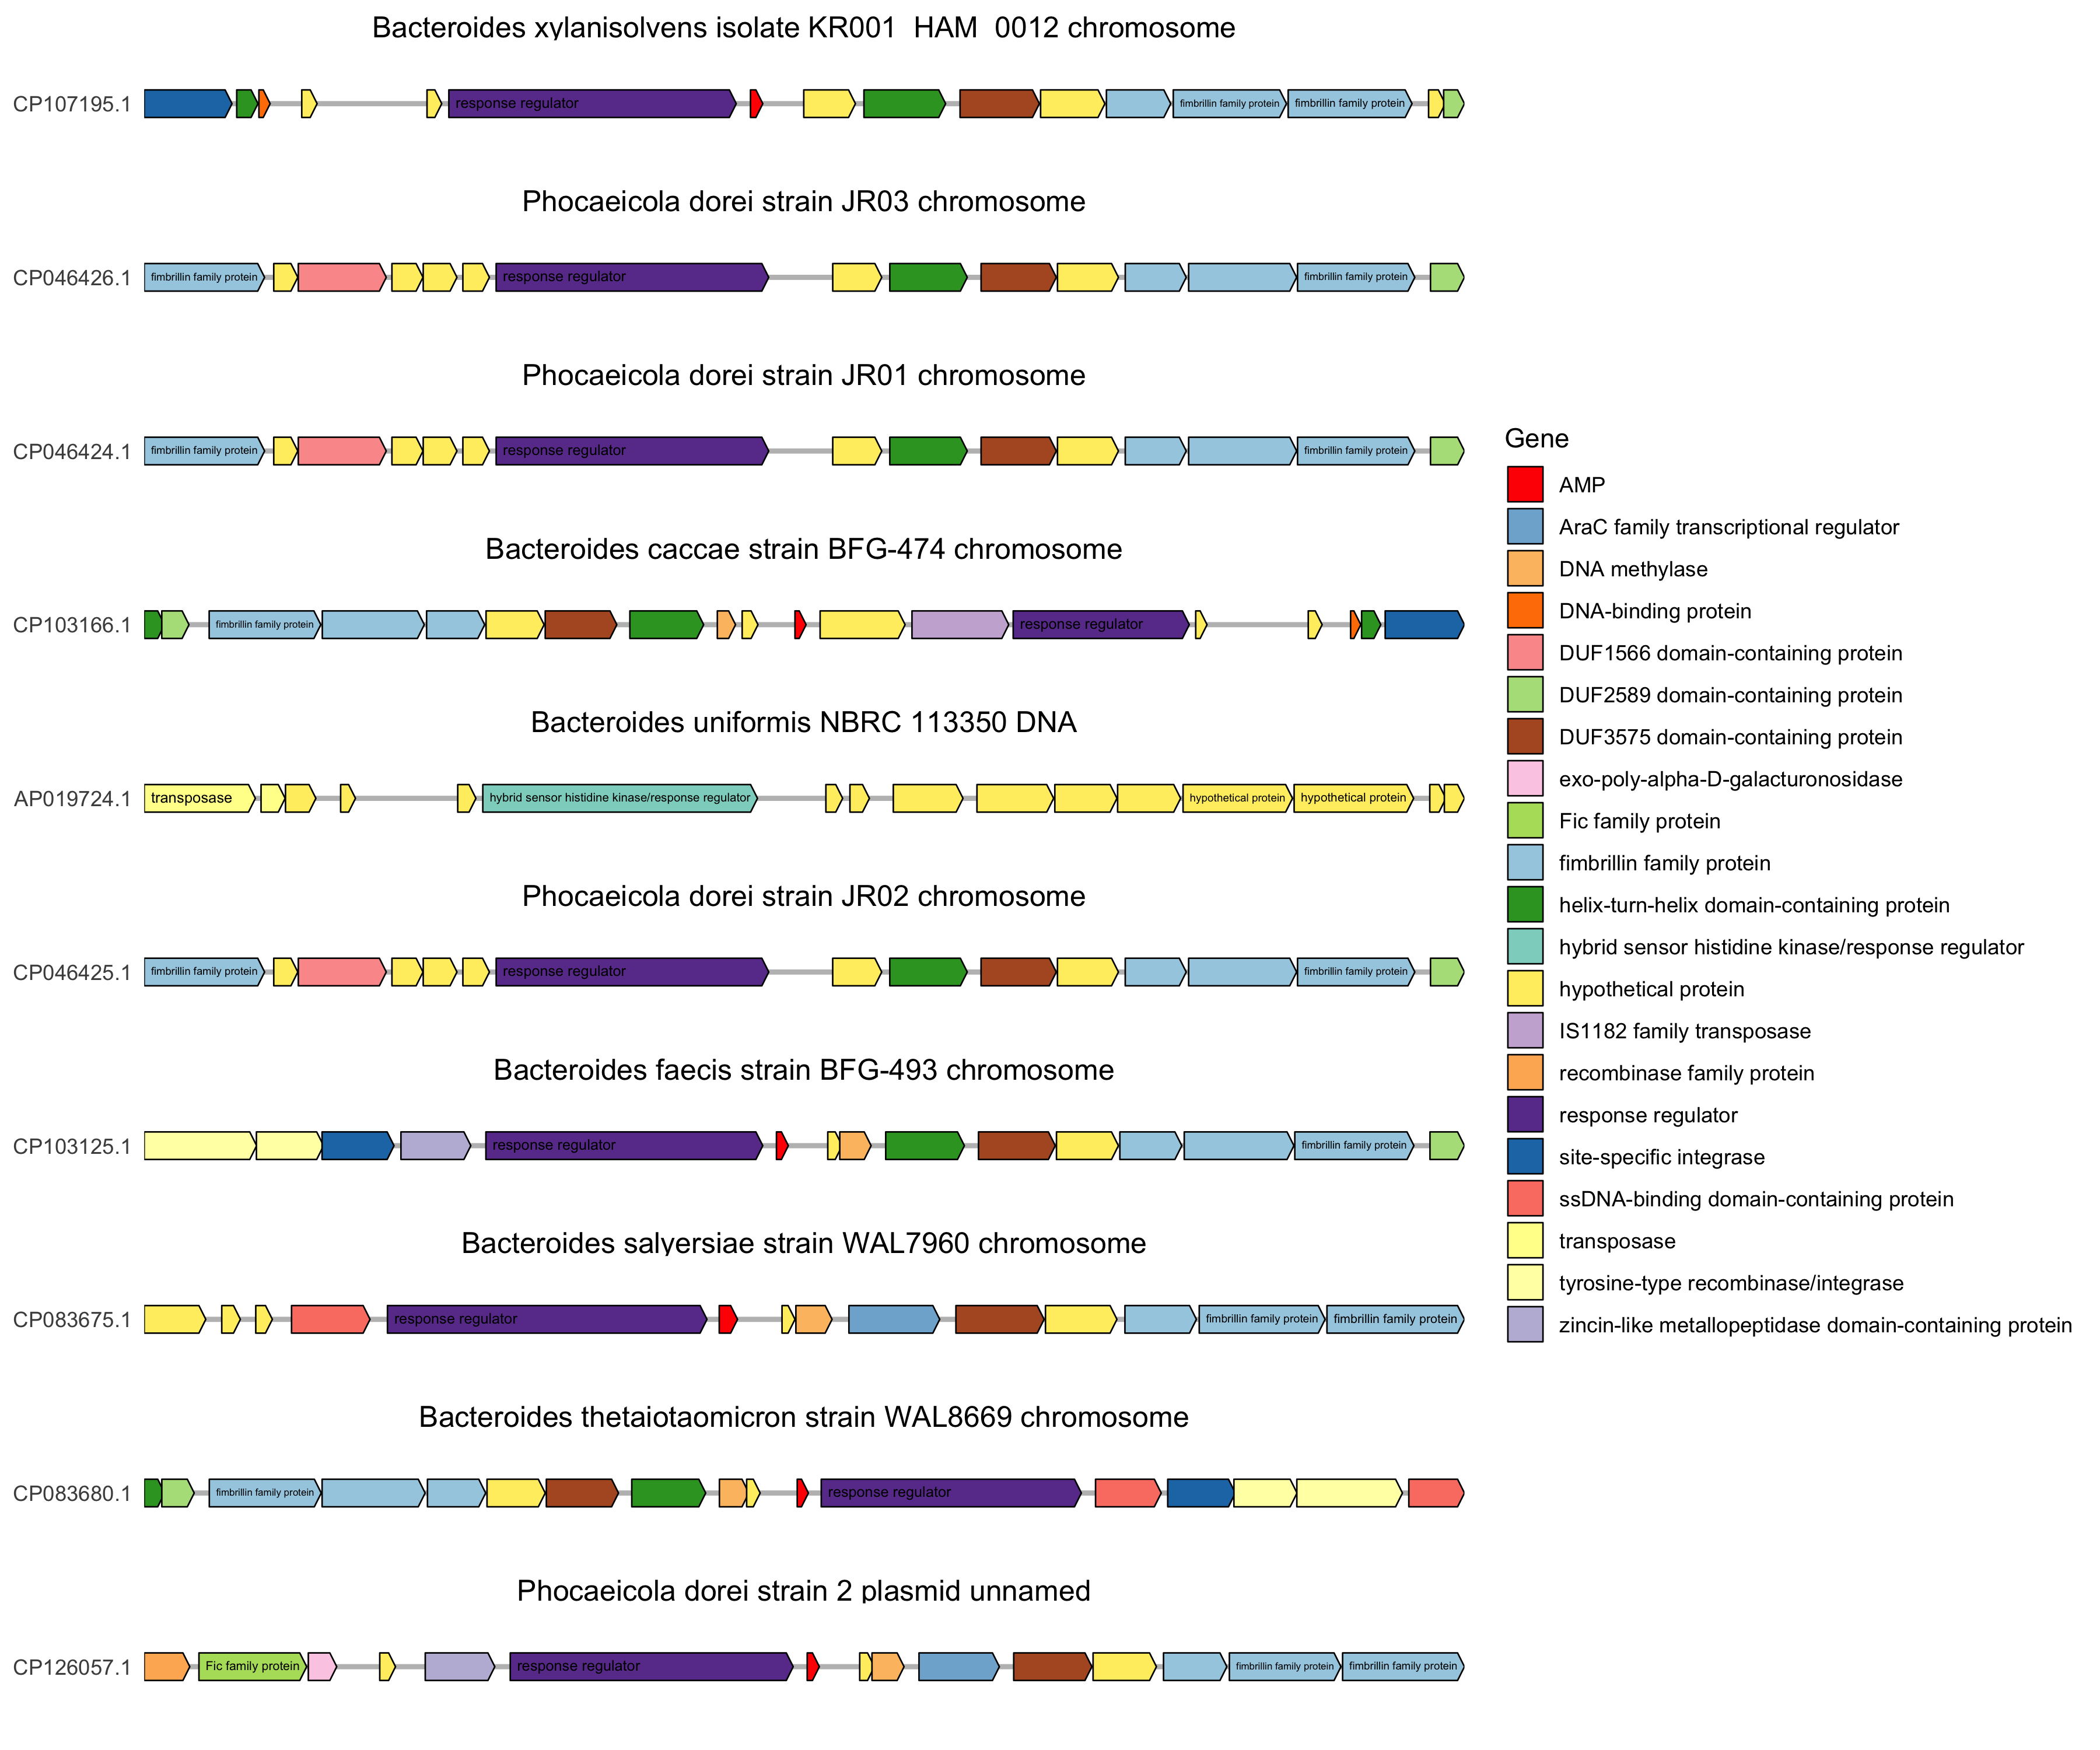 Bacteroides xylanisolvens isolate KR001 HAM 0012 chromosome
CP107195.1
response regulator
fimbrillin family protein
fimbrillin family protein
Phocaeicola dorei strain JR03 chromosome
CP046426.1
fimbrillin family protein
response regulator
fimbrillin family protein
Phocaeicola dorei strain JR01 chromosome
CP046424.1
fimbrillin family protein
response regulator
fimbrillin family protein
Bacteroides caccae strain BFG-474 chromosome
CP103166.1
fimbrillin family protein
response regulator
Bacteroides uniformis NBRC 113350 DNA
AP019724.1
transposase
hybrid sensor histidine kinase/response regulator
hypothetical protein
hypothetical protein
Phocaeicola dorei strain JR02 chromosome
CP046425.1
fimbrillin family protein
response regulator
fimbrillin family protein
Bacteroides faecis strain BFG-493 chromosome
CP103125.1
response regulator
fimbrillin family protein
Bacteroides salyersiae strain WAL7960 chromosome
CP083675.1
response regulator
fimbrillin family protein
fimbrillin family protein
Bacteroides thetaiotaomicron strain WAL8669 chromosome
CP083680.1
fimbrillin family protein
response regulator
Phocaeicola dorei strain 2 plasmid unnamed
CP126057.1
Fic family protein
response regulator
fimbrillin family protein
fimbrillin family protein
Gene
AMP
AraC family transcriptional regulator
DNA methylase
DNA-binding protein
DUF1566 domain-containing protein
DUF2589 domain-containing protein
DUF3575 domain-containing protein
exo-poly-alpha-D-galacturonosidase
Fic family protein
fimbrillin family protein
helix-turn-helix domain-containing protein
hybrid sensor histidine kinase/response regulator
hypothetical protein
IS1182 family transposase
recombinase family protein
response regulator
site-specific integrase
ssDNA-binding domain-containing protein
transposase
tyrosine-type recombinase/integrase
zincin-like metallopeptidase domain-containing protein